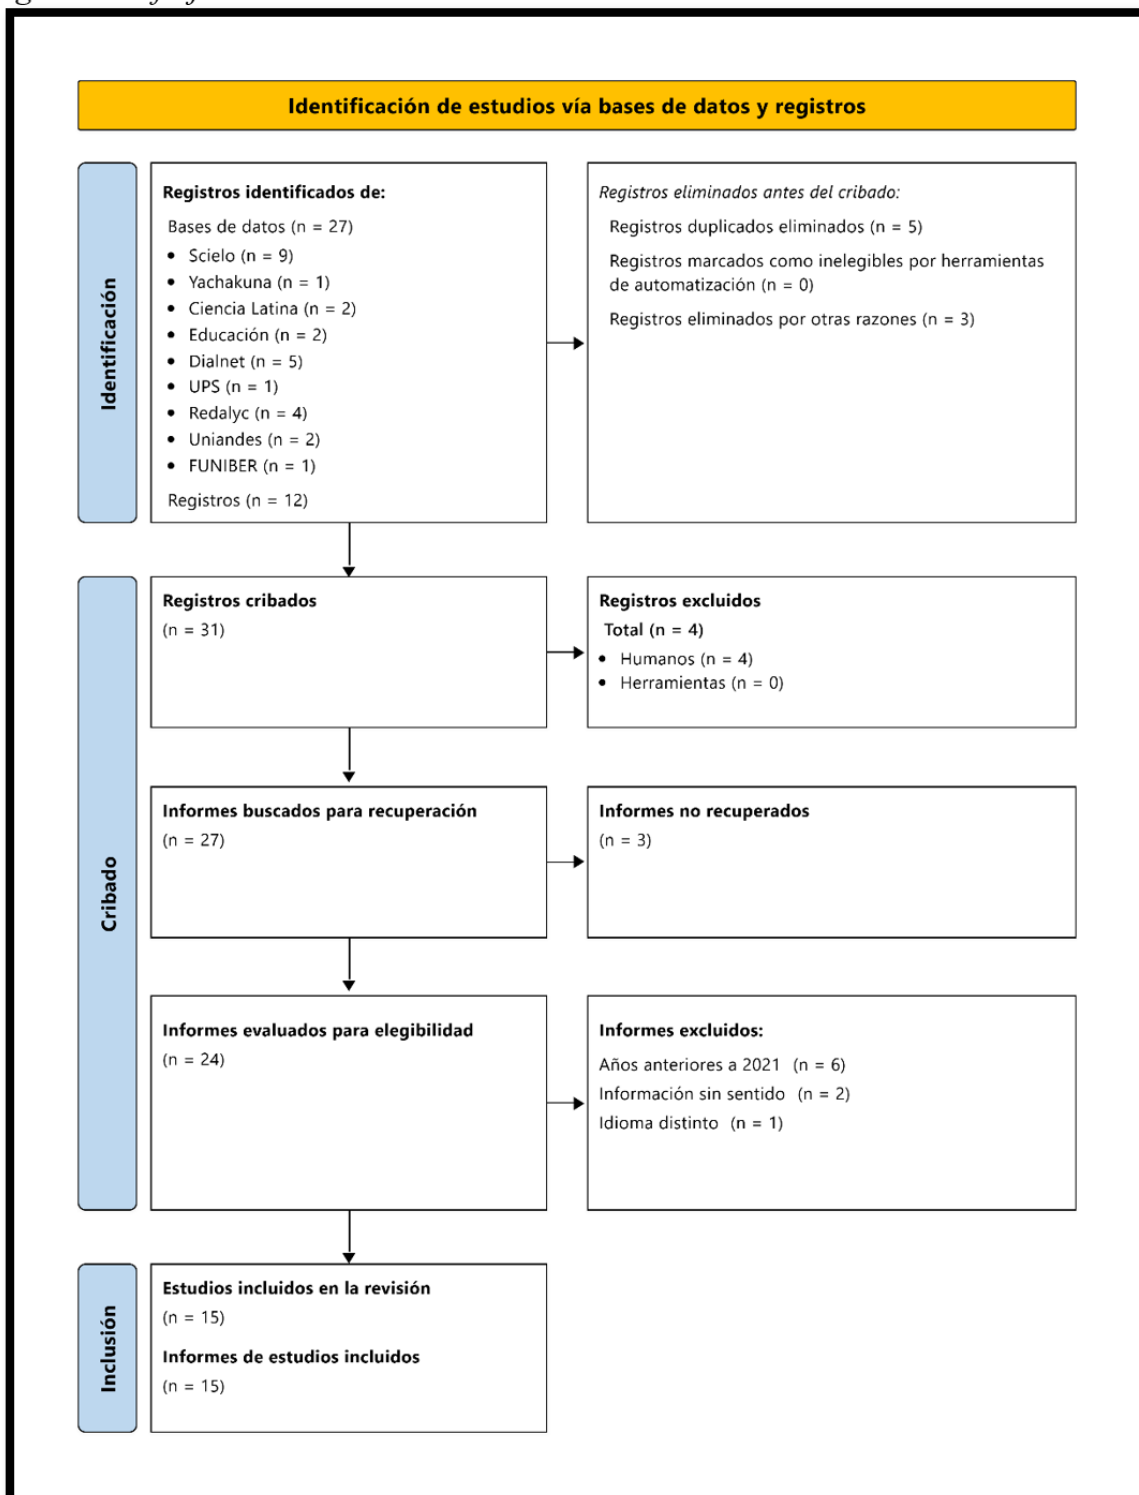 Identificación de estudios vía bases de datos y registros
Identificación
Registros identificados de:
Bases de datos (n = 27)
• Scielo (n = 9)
• Yachakuna (n = 1)
• Ciencia Latina (n = 2)
• Educación (n = 2)
• Dialnet (n = 5)
• UPS (n = 1)
• Redalyc (n = 4)
• Uniandes (n = 2)
• FUNIBER (n = 1)
Registros (n = 12)
Registros eliminados antes del cribado:
Registros duplicados eliminados (n = 5)
Registros marcados como inelegibles por herramientas
de automatización (n = 0)
Registros eliminados por otras razones (n = 3)
Cribado
Registros cribados
(n = 31)
Registros excluidos
Total (n = 4)
• Humanos (n = 4)
• Herramientas (n = 0)
Informes buscados para recuperación
(n = 27)
Informes no recuperados
(n = 3)
Informes evaluados para elegibilidad
(n = 24)
Informes excluidos:
Años anteriores a 2021 (n = 6)
Información sin sentido (n = 2)
Idioma distinto (n = 1)
Inclusión
Estudios incluidos en la revisión
(n = 15)
Informes de estudios incluidos
(n = 15)